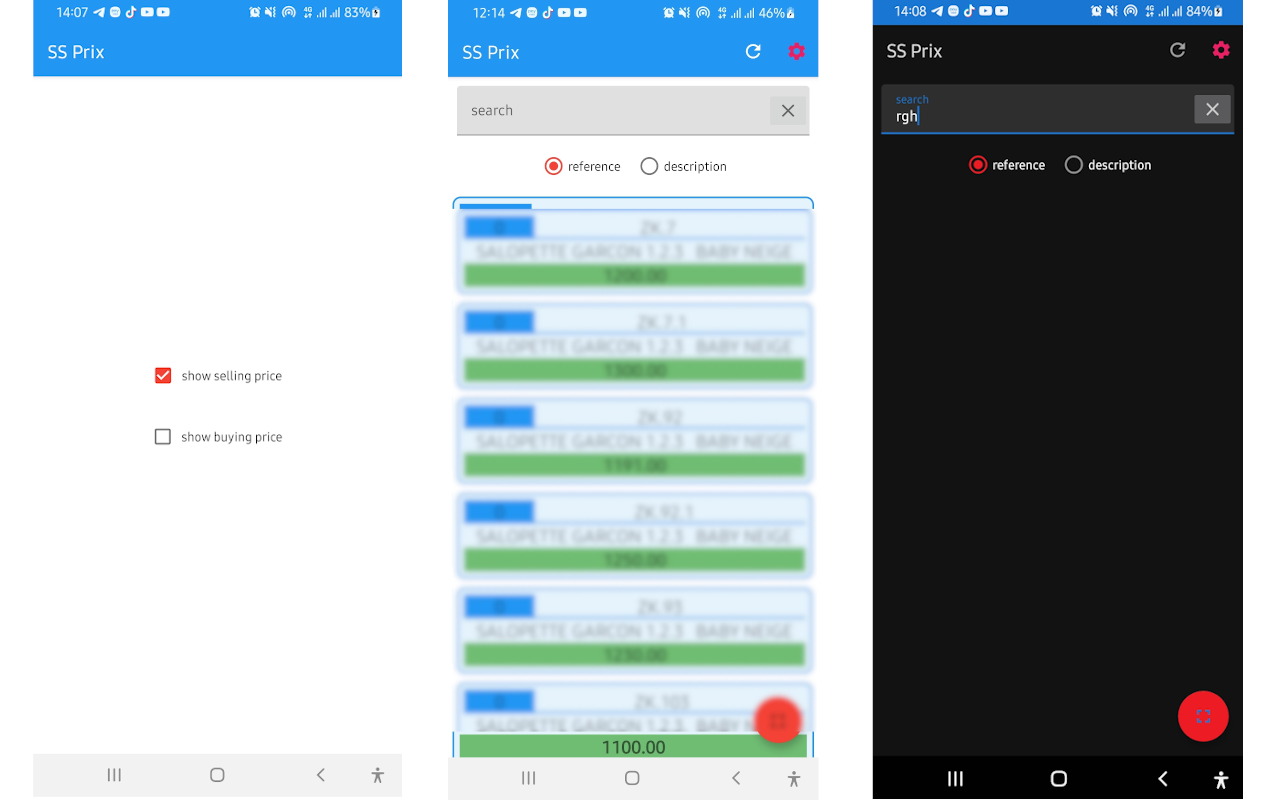 14:07
4G
83%
SS Prix
show selling price
show buying price
12:14
4G
46%
SS Prix
search
reference
description
0
ZK.7
SALOPETTE GARCON 1.2.3 BABY NEIGE
1200.00
0
ZK.7.1
SALOPETTE GARCON 1.2.3 BABY NEIGE
1300.00
0
ZK.92
SALOPETTE GARCON 1.2.3 BABY NEIGE
1191.00
0
ZK.92.1
SALOPETTE GARCON 1.2.3 BABY NEIGE
1250.00
0
ZK.93
SALOPETTE GARCON 1.2.3 BABY NEIGE
1230.00
0
ZK.103
SALOPETTE GARCON 1.2.3.
1100.00
14:08
4G
84%
SS Prix
search
rgh
reference
description